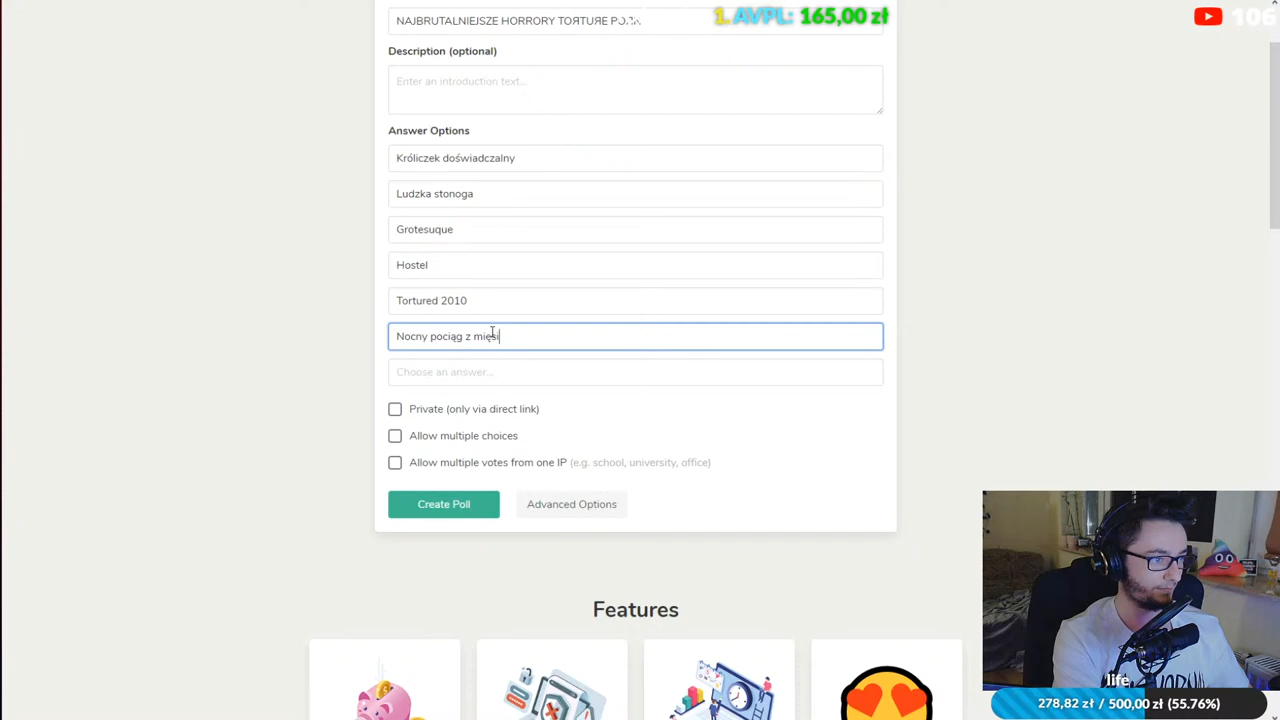 NAJBRUTALNIEJSZE HORRORY TORTURE
1. AVPL: 165,00 zł
106
Description (optional)
Enter an introduction text...
Answer Options
Króliczek doświadczalny
Ludzka stonoga
Grotesuque
Hostel
Tortured 2010
Nocny pociąg z mięsi
Choose an answer...
Private (only via direct link)
Allow multiple choices
Allow multiple votes from one IP (e.g. school, university, office)
Create Poll
Advanced Options
Features
life
278,82 zł / 500,00 zł (55.76%)